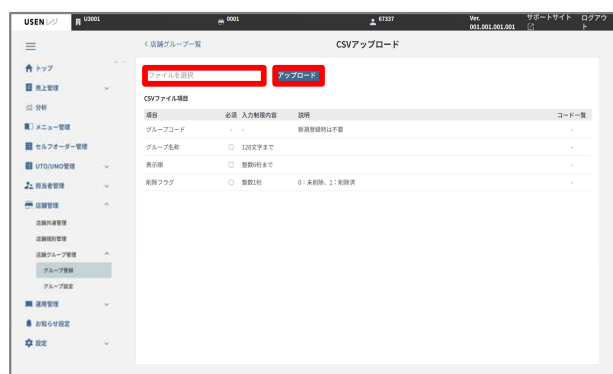 USEN レジ U3001 0001 67337 Ver. 001.001.001.001 サポートサイト ログアウト
< 店舗グループ一覧 CSVアップロード
トップ
売上管理
分析
メニュー管理
セルフオーダー管理
UTO/UMO管理
担当者管理
店舗管理
店舗共通管理
店舗個別管理
店舗グループ管理
グループ登録
グループ設定
運用管理
お知らせ設定
設定
ファイルを選択 アップロード
CSVファイル項目
項目 必須 入力制限内容 説明 コード一覧
グループコード - - 新規登録時は不要 -
グループ名称 ○ 128文字まで -
表示順 ○ 整数6桁まで -
削除フラグ ○ 整数1桁 0：未削除、1：削除済 -